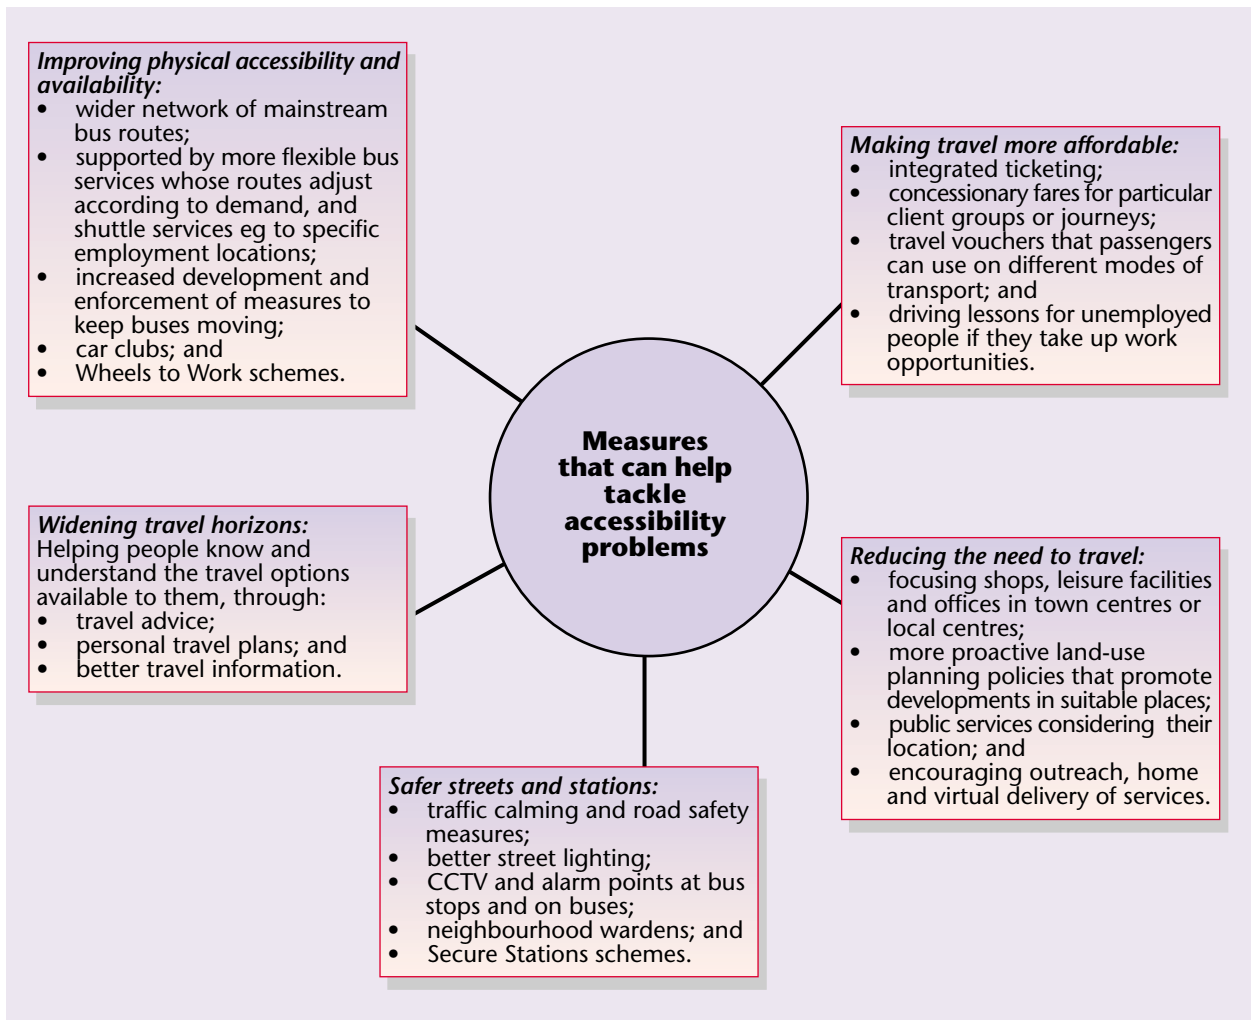 Improving physical accessibility and
availability:
• wider network of mainstream
bus routes;
• supported by more flexible bus
services whose routes adjust
according to demand, and
shuttle services eg to specific
employment locations;
• increased development and
enforcement of measures to
keep buses moving;
• car clubs; and
• Wheels to Work schemes.
Making travel more affordable:
• integrated ticketing;
• concessionary fares for particular
client groups or journeys;
• travel vouchers that passengers
can use on different modes of
transport; and
• driving lessons for unemployed
people if they take up work
opportunities.
Measures
that can help
tackle
accessibility
problems
Widening travel horizons:
Helping people know and
understand the travel options
available to them, through:
• travel advice;
• personal travel plans; and
• better travel information.
Reducing the need to travel:
• focusing shops, leisure facilities
and offices in town centres or
local centres;
• more proactive land-use
planning policies that promote
developments in suitable places;
• public services considering their
location; and
• encouraging outreach, home
and virtual delivery of services.
Safer streets and stations:
• traffic calming and road safety
measures;
• better street lighting;
• CCTV and alarm points at bus
stops and on buses;
• neighbourhood wardens; and
• Secure Stations schemes.